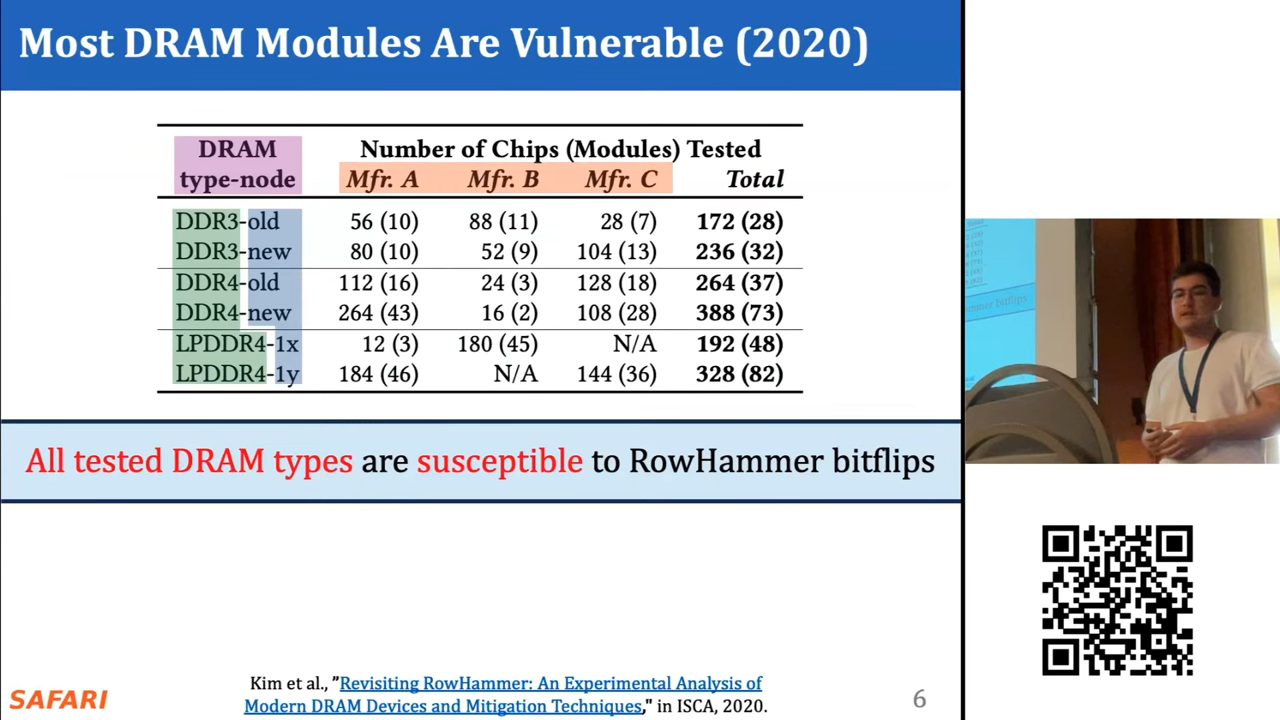 Most DRAM Modules Are Vulnerable (2020)
DRAM type-node
Number of Chips (Modules) Tested
Mfr. A Mfr. B Mfr. C Total
DDR3-old 56 (10) 88 (11) 28 (7) 172 (28)
DDR3-new 80 (10) 52 (9) 104 (13) 236 (32)
DDR4-old 112 (16) 24 (3) 128 (18) 264 (37)
DDR4-new 264 (43) 16 (2) 108 (28) 388 (73)
LPDDR4-1x 12 (3) 180 (45) N/A 192 (48)
LPDDR4-1y 184 (46) N/A 144 (36) 328 (82)
All tested DRAM types are susceptible to RowHammer bitflips
Kim et al., "Revisiting RowHammer: An Experimental Analysis of
Modern DRAM Devices and Mitigation Techniques," in ISCA, 2020.
SAFARI
6